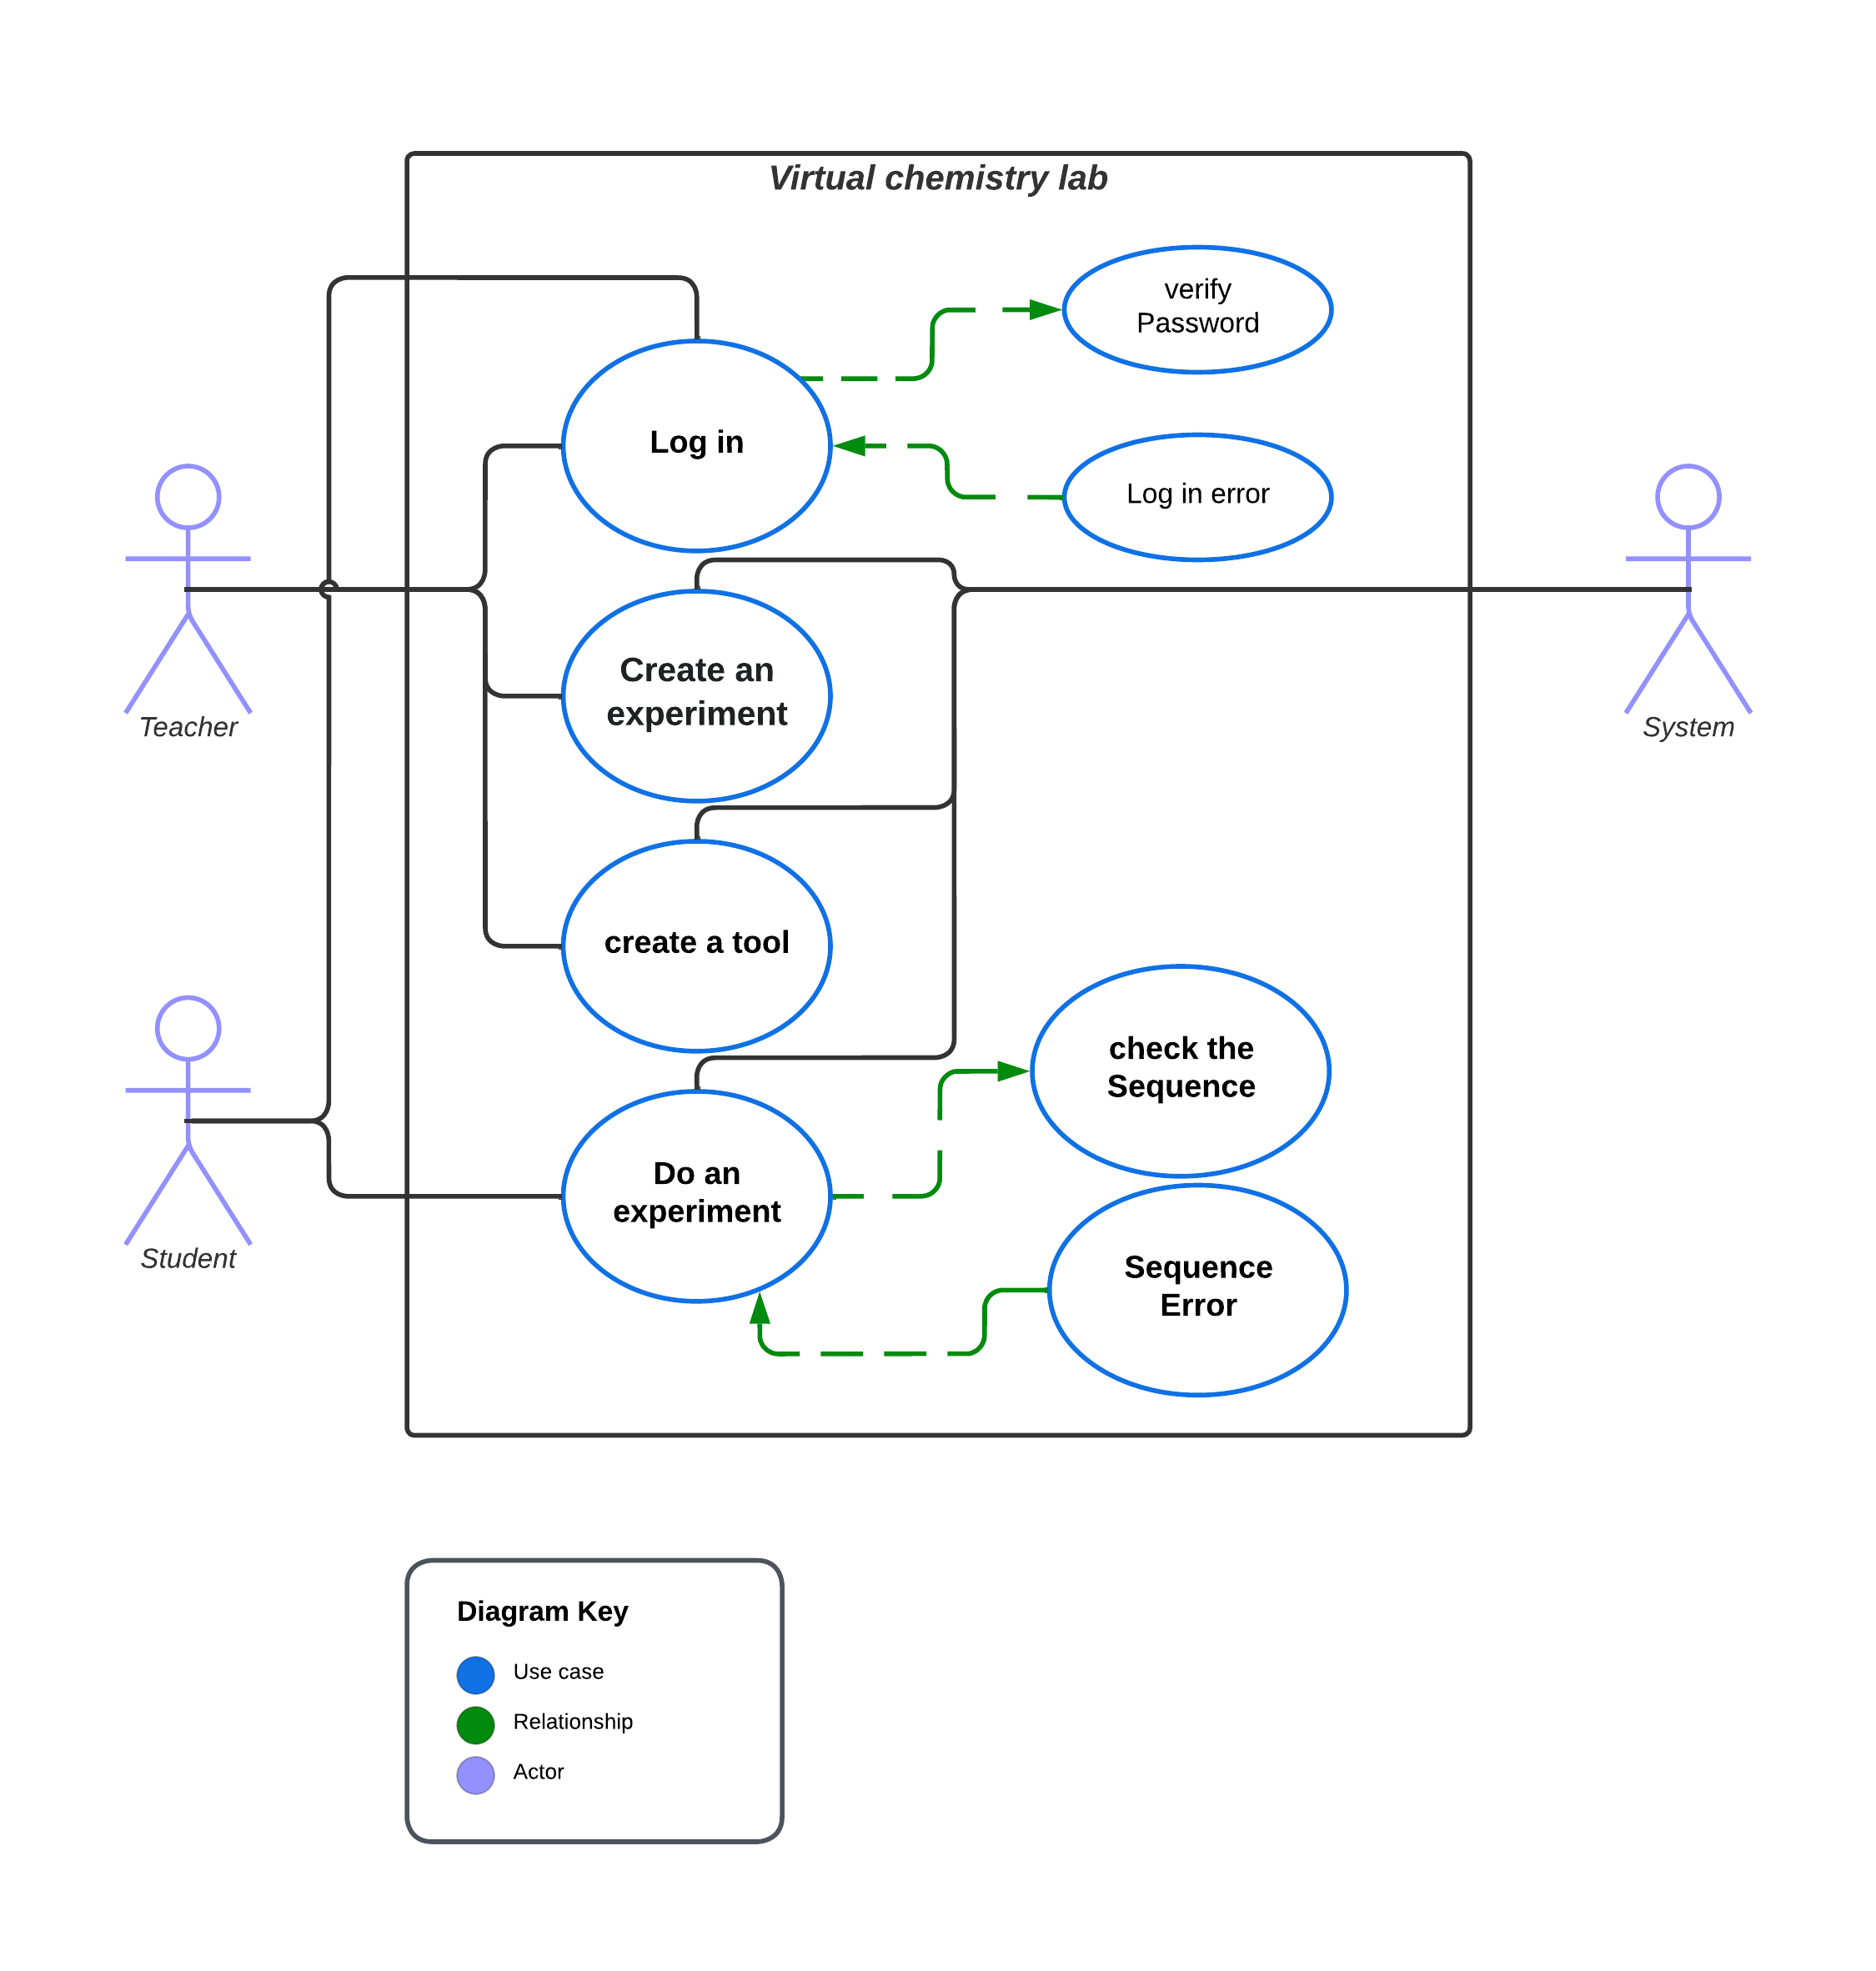 Virtual chemistry lab
verify
Password
Log in
Log in error
Create an
experiment
Teacher
System
create a tool
check the
Sequence
Do an
experiment
Student
Sequence
Error
Diagram Key
Use case
Relationship
Actor